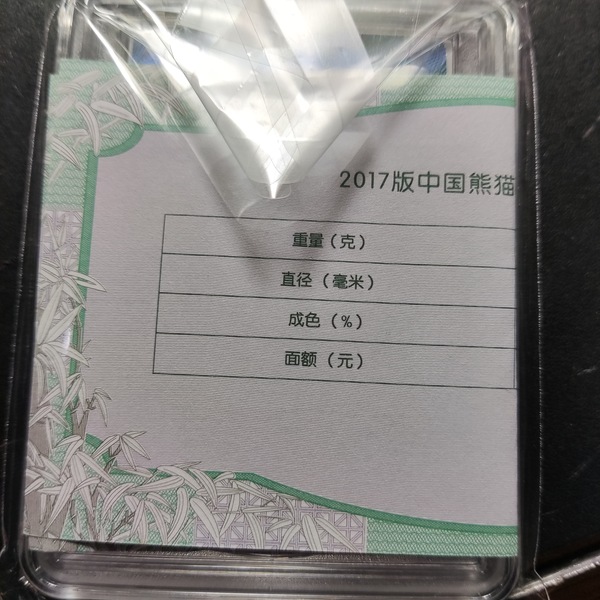 2017版中国熊猫
重量（克）
直径（毫米）
成色（%）
面额（元）